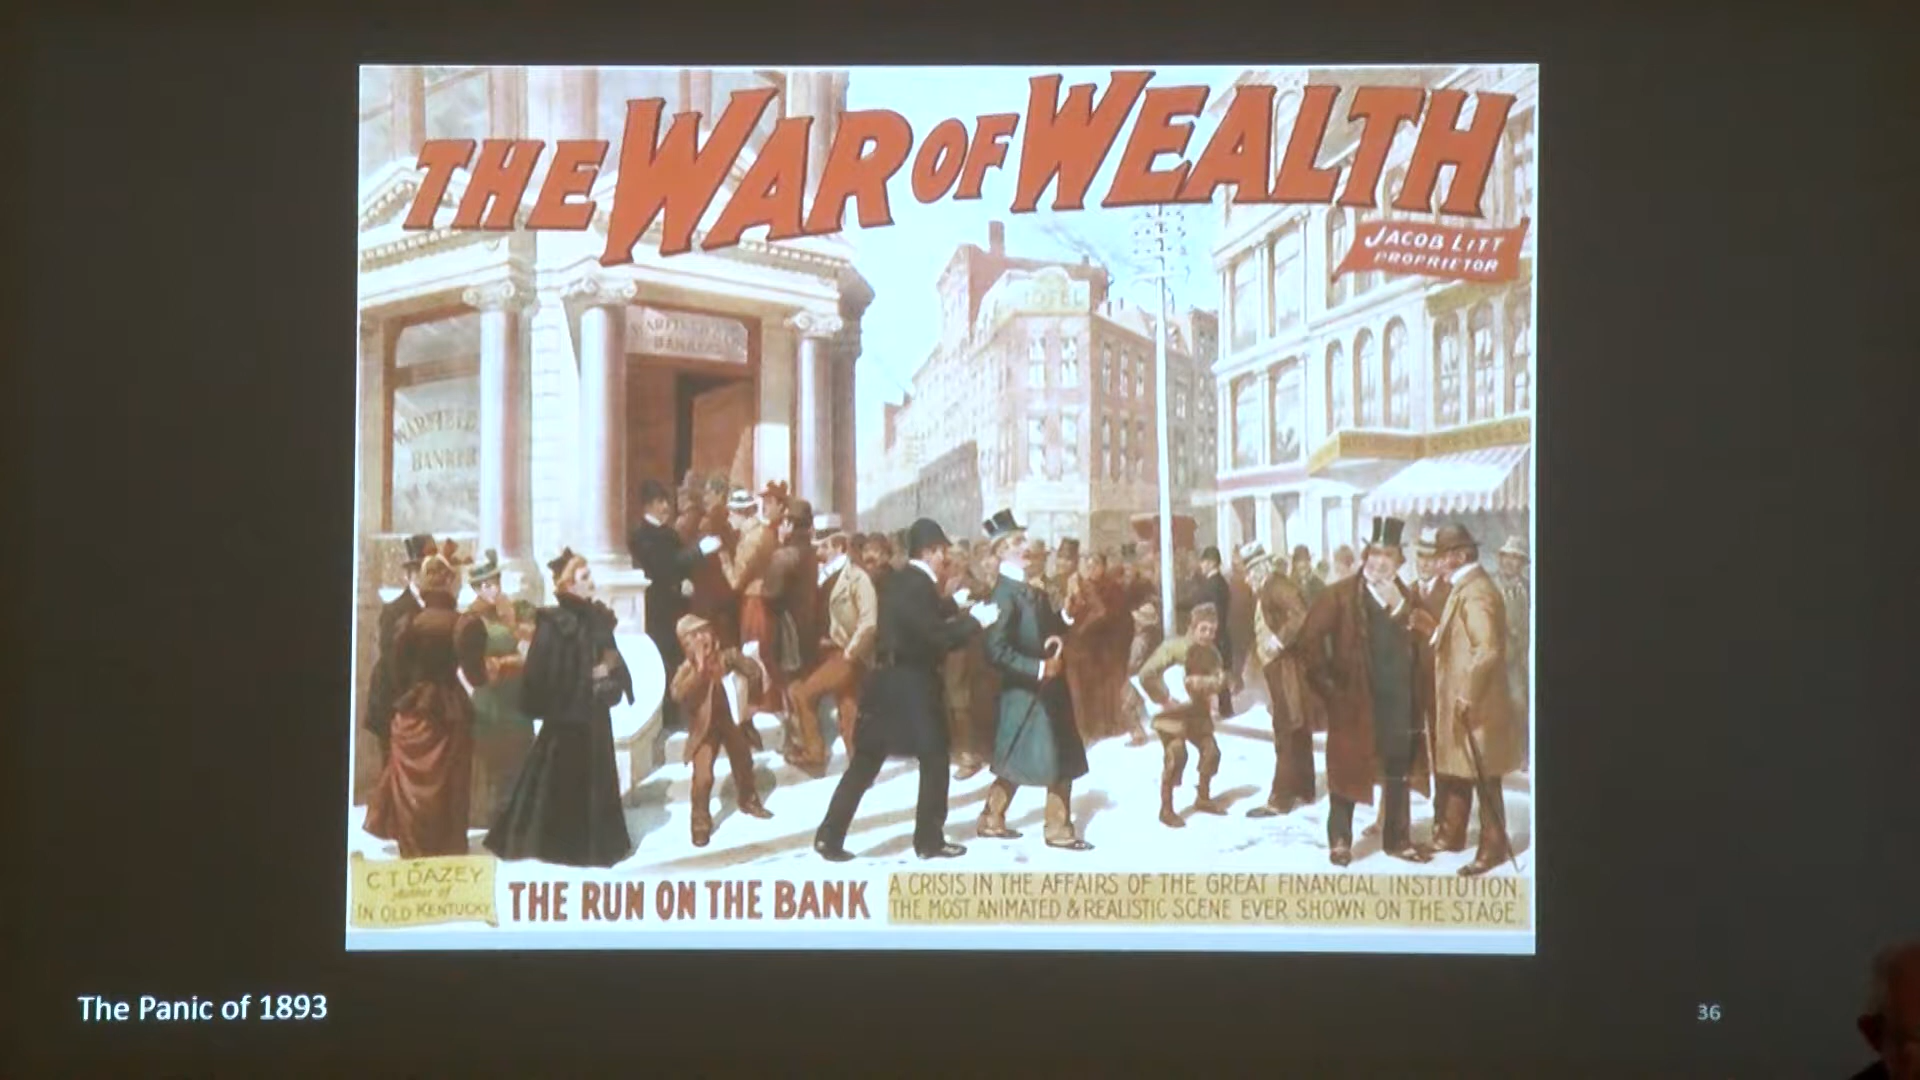 THE WAR OF WEALTH
JACOB LITT
PROPRIETOR
HOTEL
BANKERS
WARFIELD
BANKER
C.T. DAZEY
author of
IN OLD KENTUCKY
THE RUN ON THE BANK
A CRISIS IN THE AFFAIRS OF THE GREAT FINANCIAL INSTITUTION.
THE MOST ANIMATED & REALISTIC SCENE EVER SHOWN ON THE STAGE.
The Panic of 1893
36